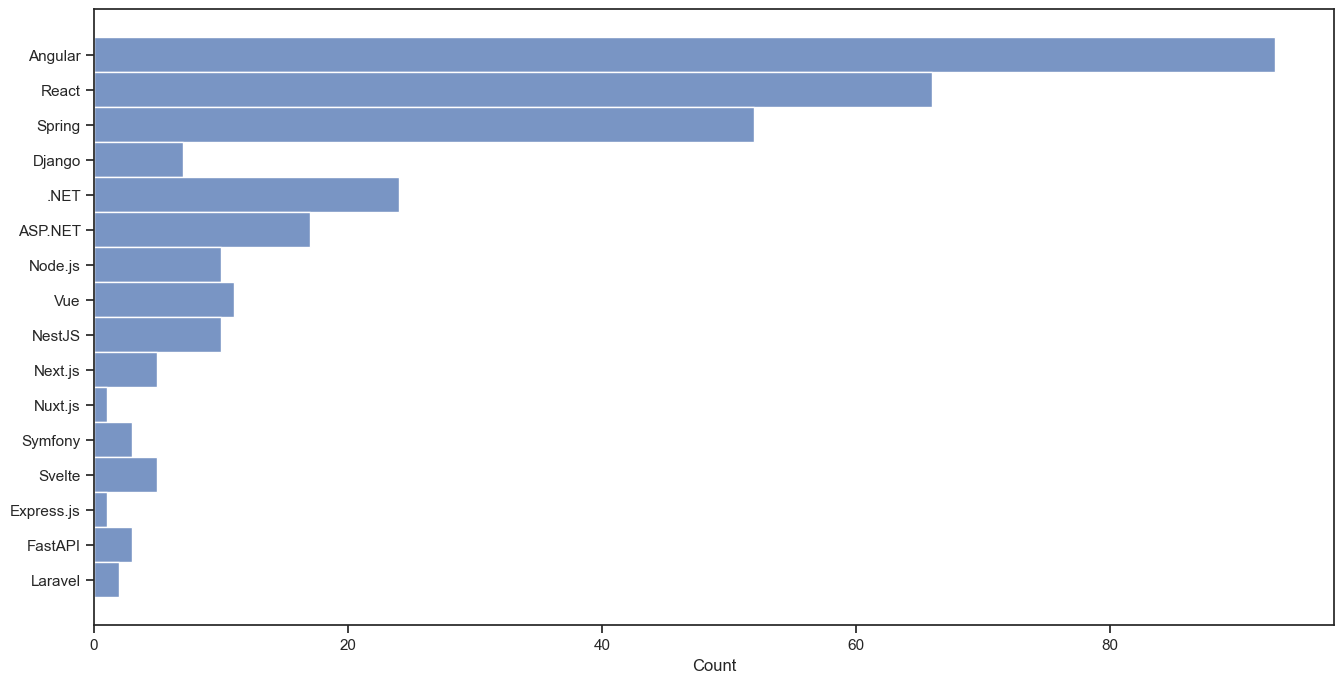 Angular
React
Spring
Django
.NET
ASP.NET
Node.js
Vue
NestJS
Next.js
Nuxt.js
Symfony
Svelte
Express.js
FastAPI
Laravel
0 20 40 60 80
Count